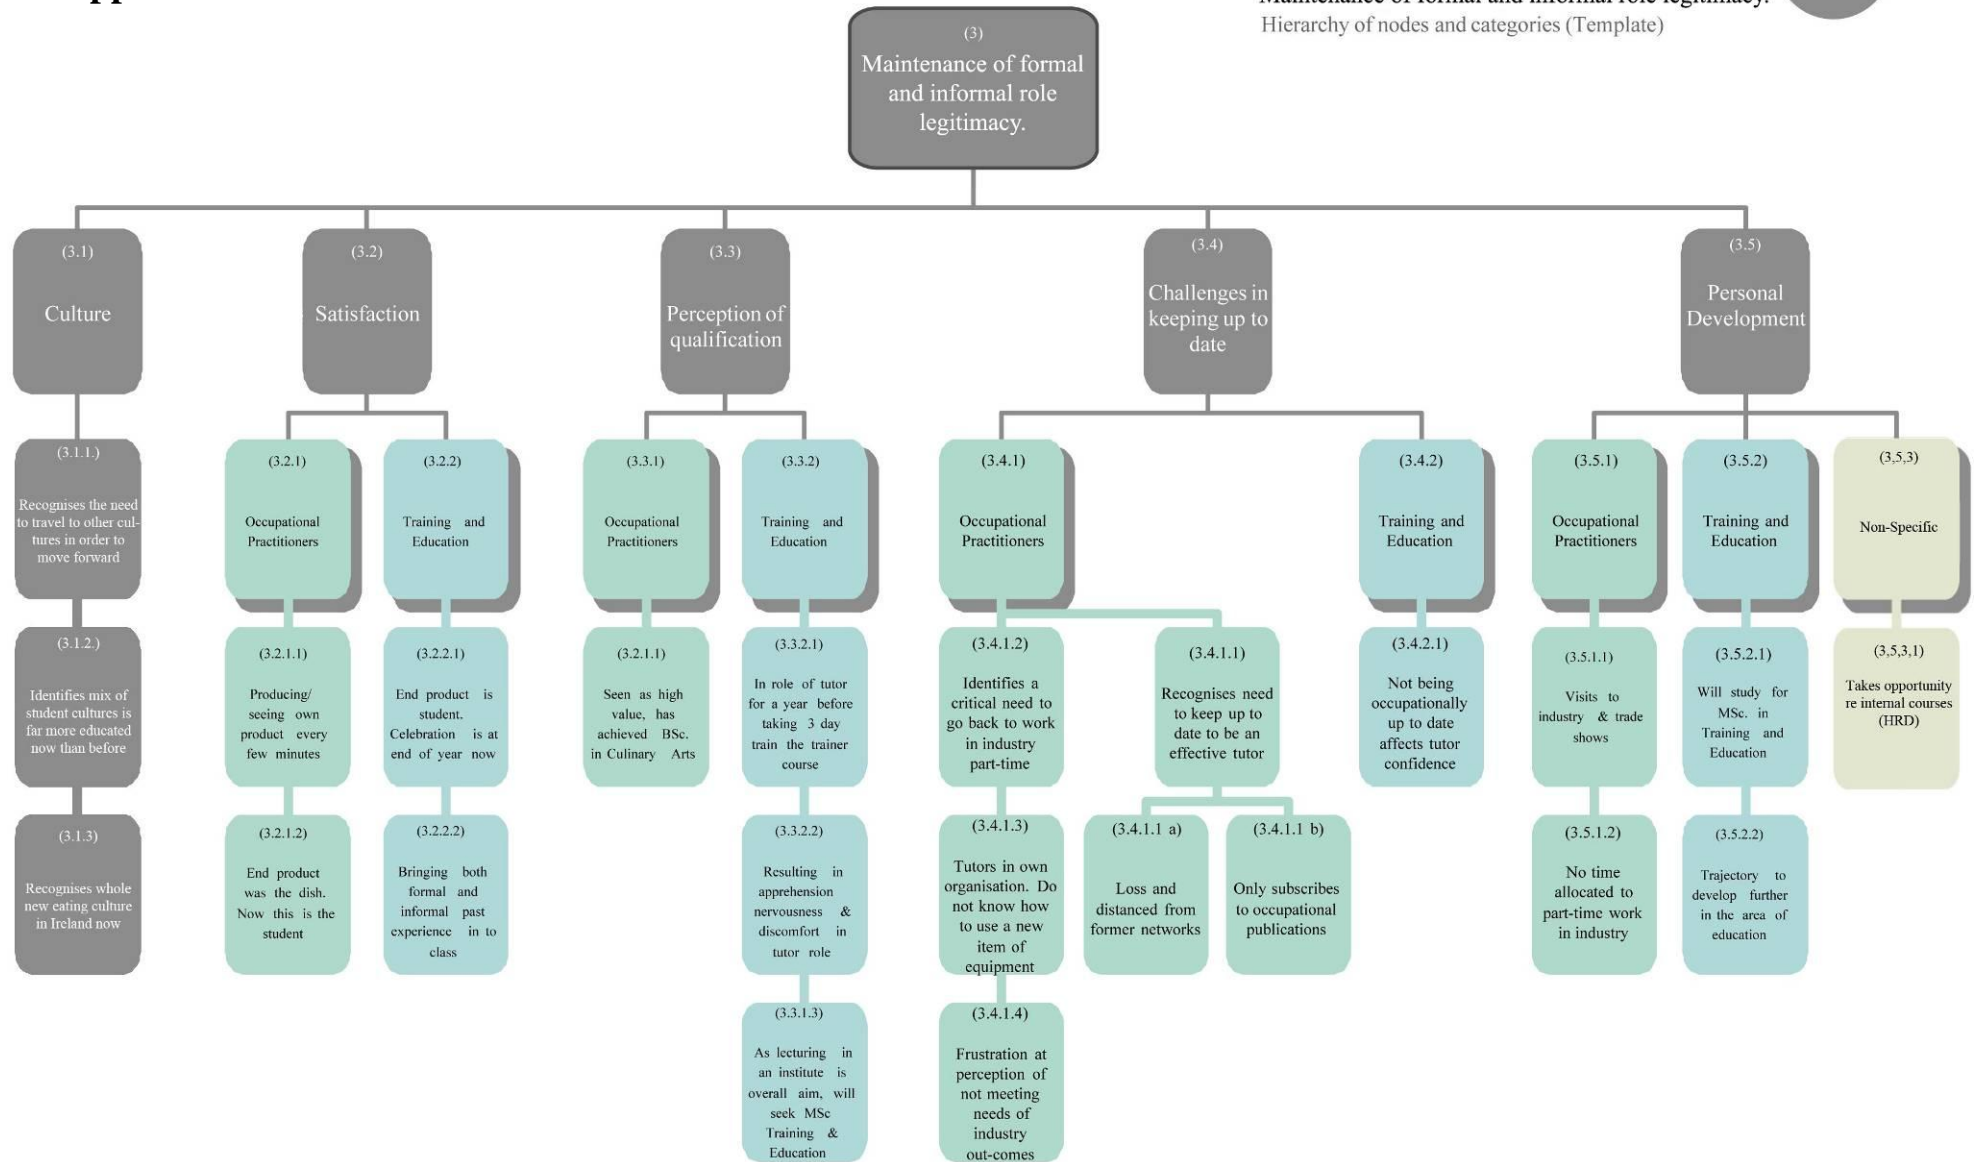 Maintenance of formal and informal role legitimacy.
Hierarchy of nodes and categories (Template)
(3)
Maintenance of formal
and informal role
legitimacy.
(3.1)
Culture
(3.2)
Satisfaction
(3.3)
Perception of
qualification
(3.4)
Challenges in
keeping up to
date
(3.5)
Personal
Development
(3.1.1.)
Recognises the need
to travel to other cul-
tures in order to
move forward
(3.2.1)
Occupational
Practitioners
(3.2.2)
Training and
Education
(3.3.1)
Occupational
Practitioners
(3.3.2)
Training and
Education
(3.4.1)
Occupational
Practitioners
(3.4.2)
Training and
Education
(3.5.1)
Occupational
Practitioners
(3.5.2)
Training and
Education
(3,5,3)
Non-Specific
(3.1.2.)
Identifies mix of
student cultures is
far more educated
now than before
(3.2.1.1)
Producing/
seeing own
product every
few minutes
(3.2.2.1)
End product is
student.
Celebration is at
end of year now
(3.2.1.1)
Seen as high
value, has
achieved BSc.
in Culinary Arts
(3.3.2.1)
In role of tutor
for a year before
taking 3 day
train the trainer
course
(3.4.1.2)
Identifies a
critical need to
go back to work
in industry
part-time
(3.4.1.1)
Recognises need
to keep up to
date to be an
effective tutor
(3.4.2.1)
Not being
occupationally
up to date
affects tutor
confidence
(3.5.1.1)
Visits to
industry & trade
shows
(3.5.2.1)
Will study for
MSc. in
Training and
Education
(3,5,3,1)
Takes opportunity
re internal courses
(HRD)
(3.1.3)
Recognises whole
new eating culture
in Ireland now
(3.2.1.2)
End product
was the dish.
Now this is the
student
(3.2.2.2)
Bringing both
formal and
informal past
experience in to
class
(3.3.2.2)
Resulting in
apprehension
nervousness &
discomfort in
tutor role
(3.4.1.3)
Tutors in own
organisation. Do
not know how
to use a new
item of
equipment
(3.4.1.1 a)
Loss and
distanced from
former networks
(3.4.1.1 b)
Only subscribes
to occupational
publications
(3.5.1.2)
No time
allocated to
part-time work
in industry
(3.5.2.2)
Trajectory to
develop further
in the area of
education
(3.3.1.3)
As lecturing in
an institute is
overall aim, will
seek MSc
Training &
Education
(3.4.1.4)
Frustration at
perception of
not meeting
needs of
industry
out-comes